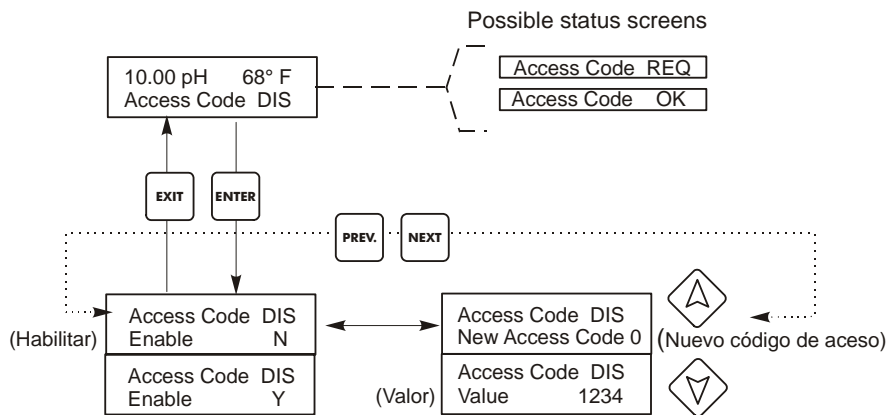 Possible status screens
10.00 pH 68° F
Access Code DIS
Access Code REQ
Access Code OK
EXIT
ENTER
PREV.
NEXT
(Habilitar)
Access Code DIS
Enable N
Access Code DIS
Enable Y
Access Code DIS
New Access Code 0
(Nuevo código de aceso)
(Valor)
Access Code DIS
Value 1234